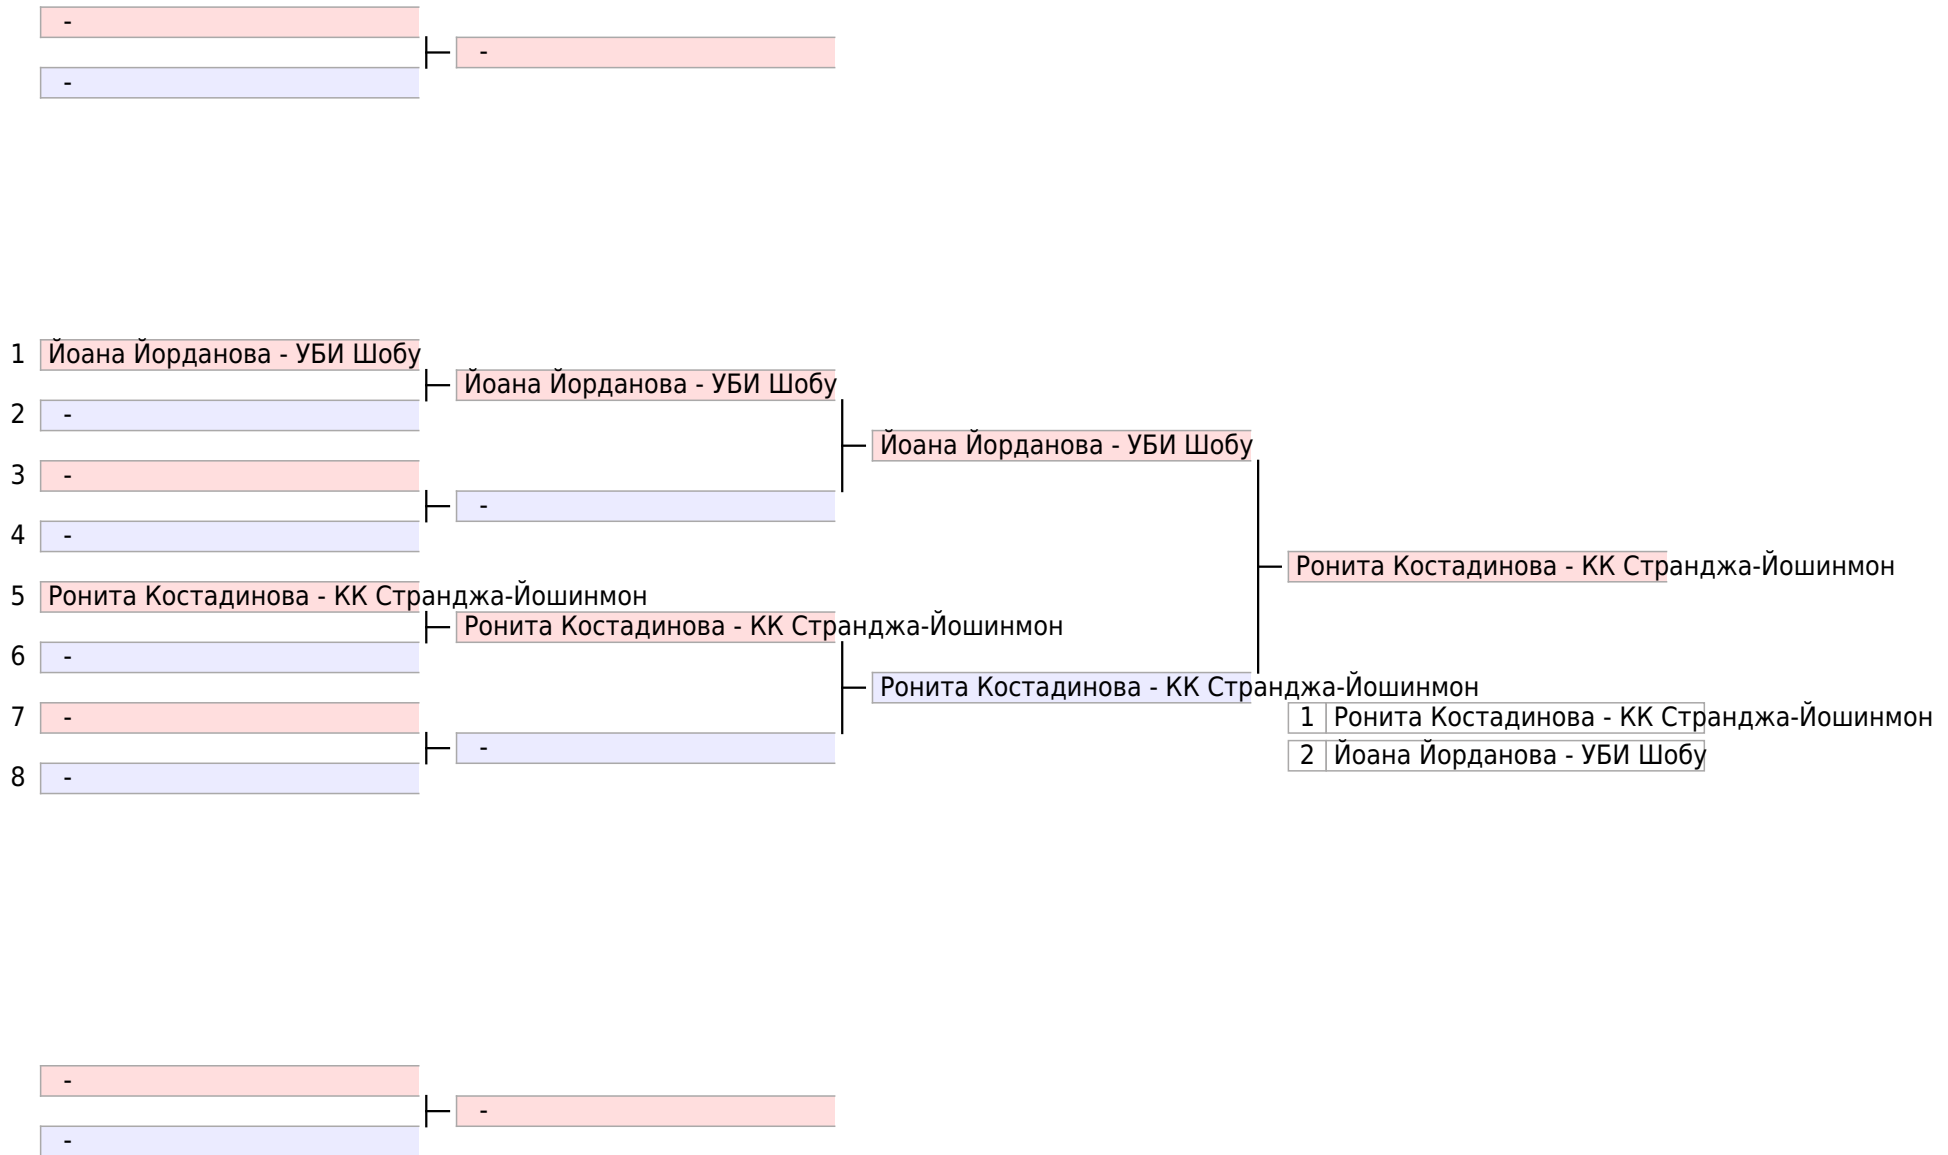 -
-
-
1 Йоана Йорданова - УБИ Шобу
Йоана Йорданова - УБИ Шобу
2 -
Йоана Йорданова - УБИ Шобу
3 -
-
4 -
Ронита Костадинова - КК Странджа-Йошинмон
5 Ронита Костадинова - КК Странджа-Йошинмон
Ронита Костадинова - КК Странджа-Йошинмон
6 -
Ронита Костадинова - КК Странджа-Йошинмон
7 -
1 Ронита Костадинова - КК Странджа-Йошинмон
-
2 Йоана Йорданова - УБИ Шобу
8 -
-
-
-